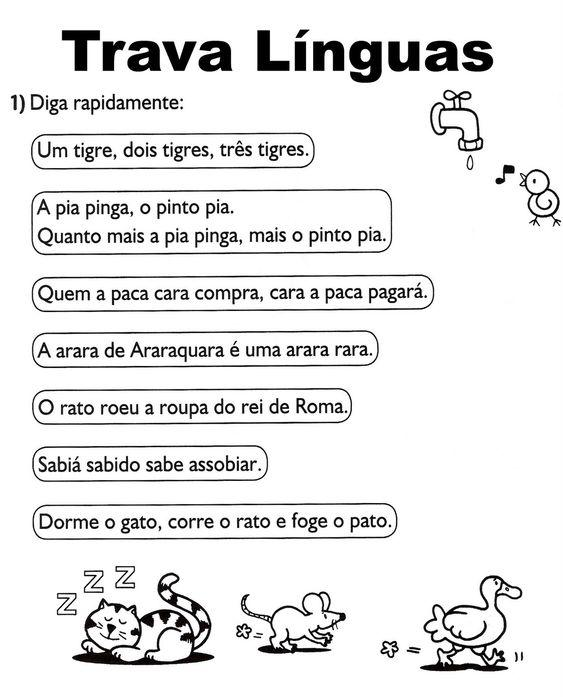 Trava Línguas
1) Diga rapidamente:
Um tigre, dois tigres, três tigres.
A pia pinga, o pinto pia.
Quanto mais a pia pinga, mais o pinto pia.
Quem a paca cara compra, cara a paca pagará.
A arara de Araraquara é uma arara rara.
O rato roeu a roupa do rei de Roma.
Sabiá sabido sabe assobiar.
Dorme o gato, corre o rato e foge o pato.
Z Z Z